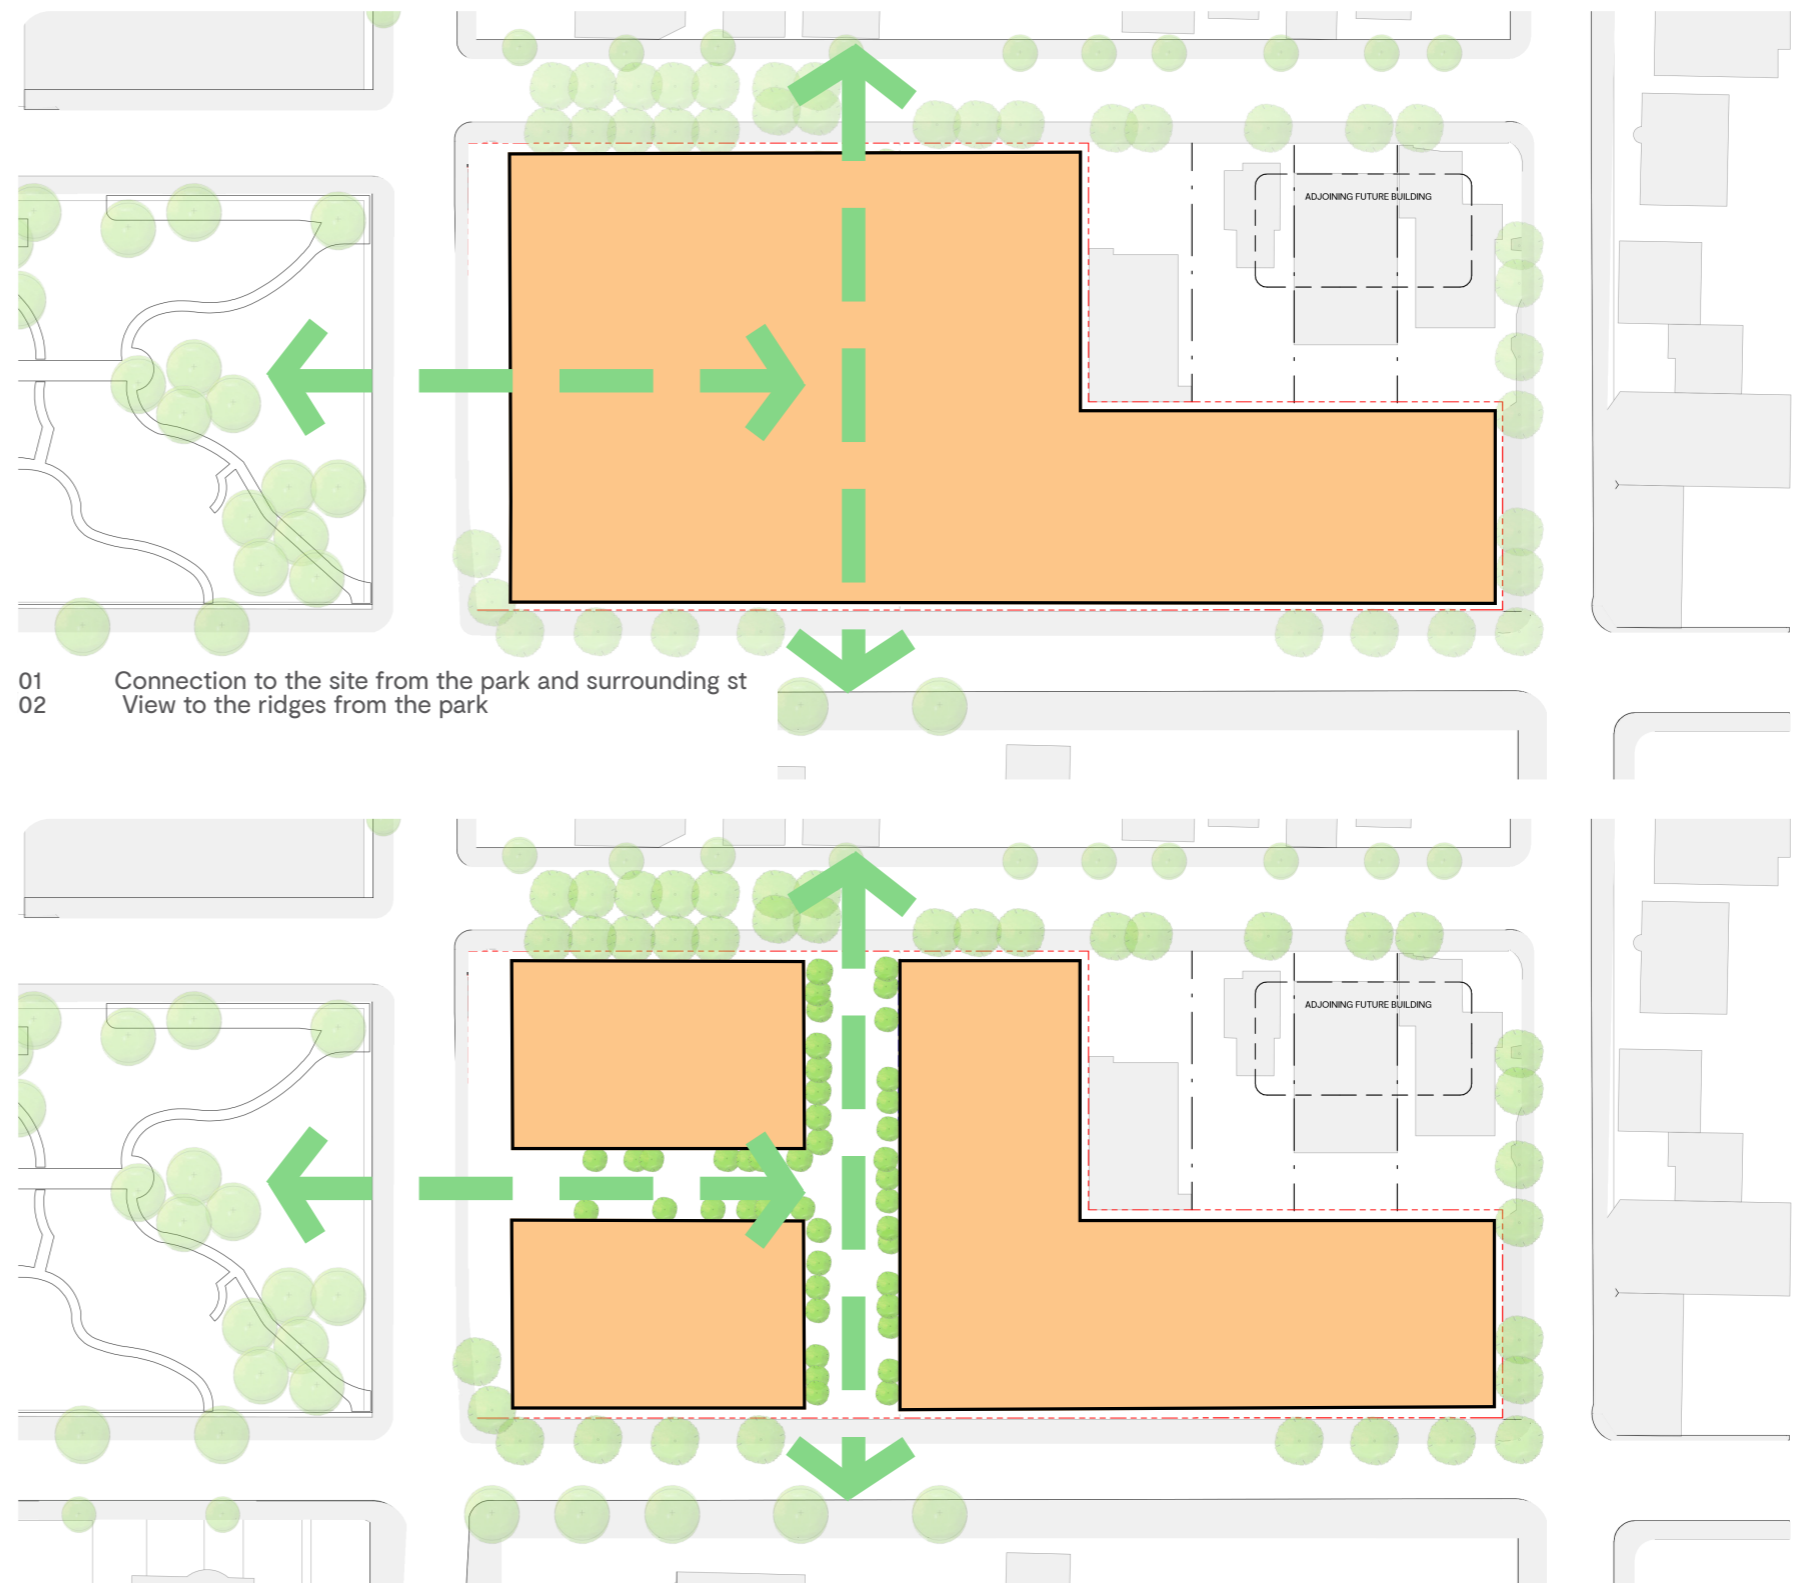 ADJOINING FUTURE BUILDING
01 Connection to the site from the park and surrounding st
02 View to the ridges from the park
ADJOINING FUTURE BUILDING